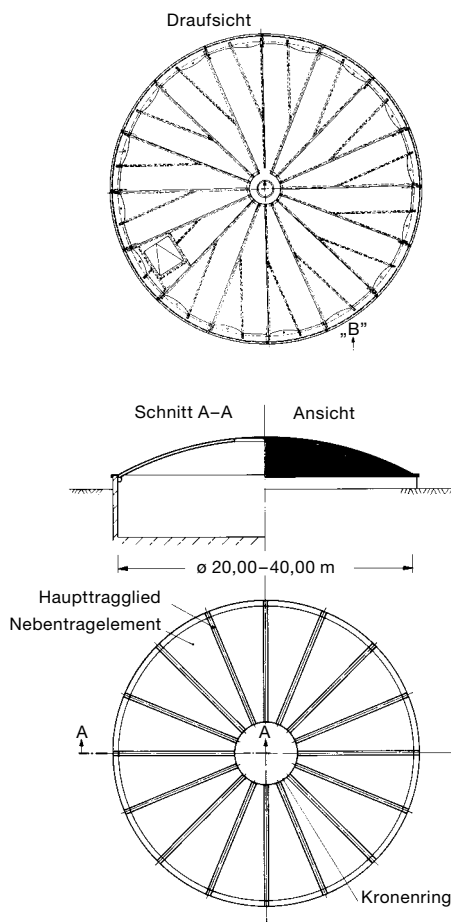 Draufsicht
„B”
Schnitt A–A
Ansicht
ø 20,00–40,00 m
Haupttragglied
Nebentragelement
A
A
Kronenring